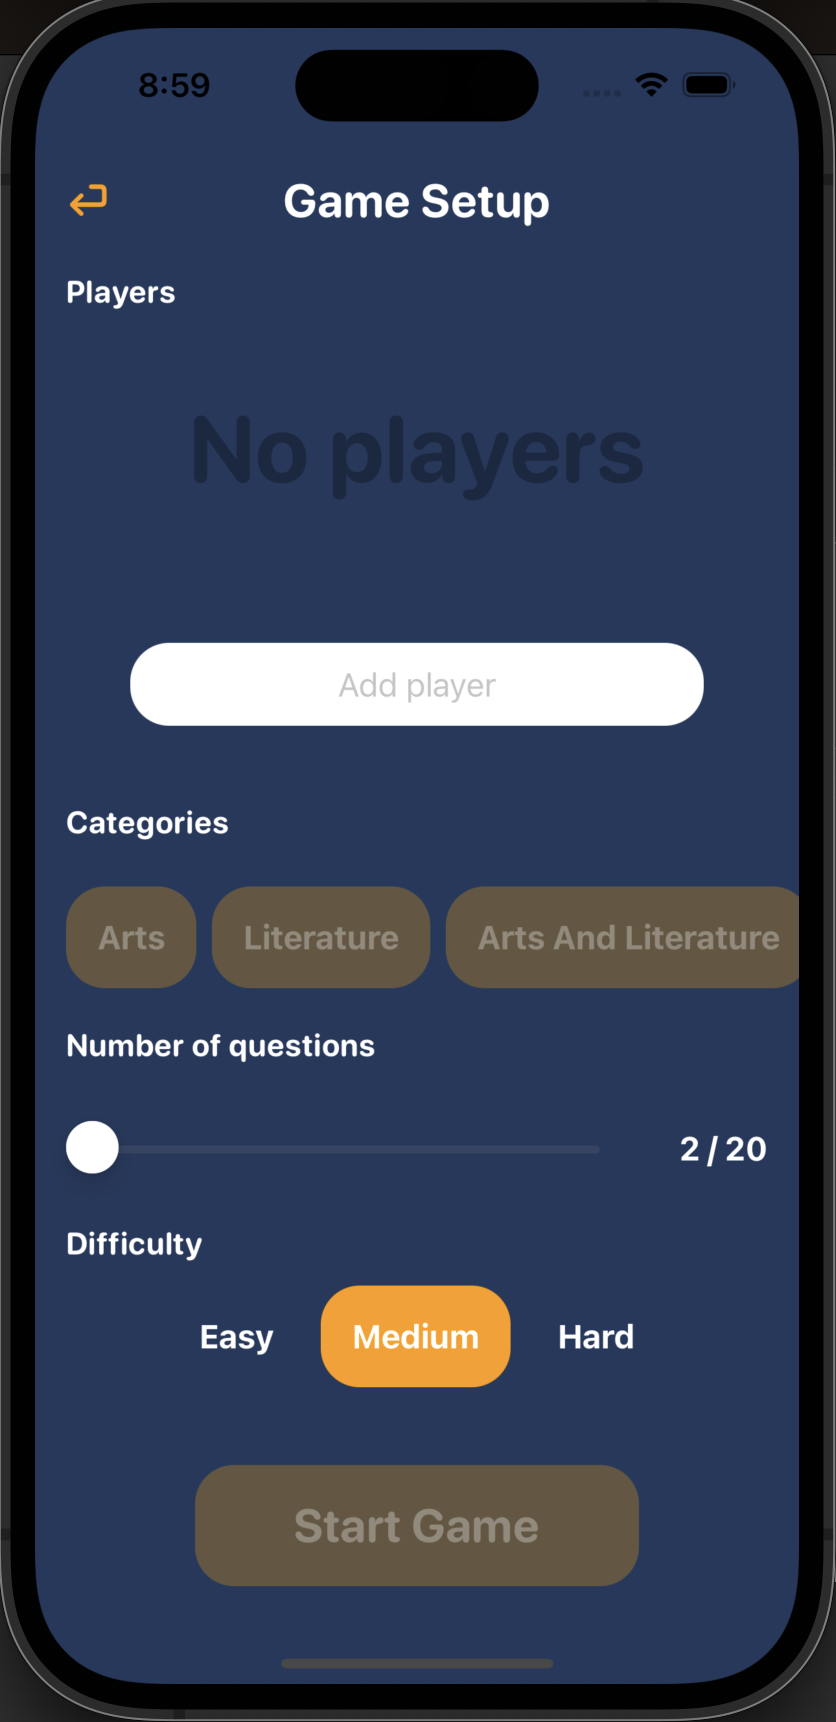 8:59
Game Setup
Players
No players
Add player
Categories
Arts Literature Arts And Literature
Number of questions
2 / 20
Difficulty
Easy Medium Hard
Start Game